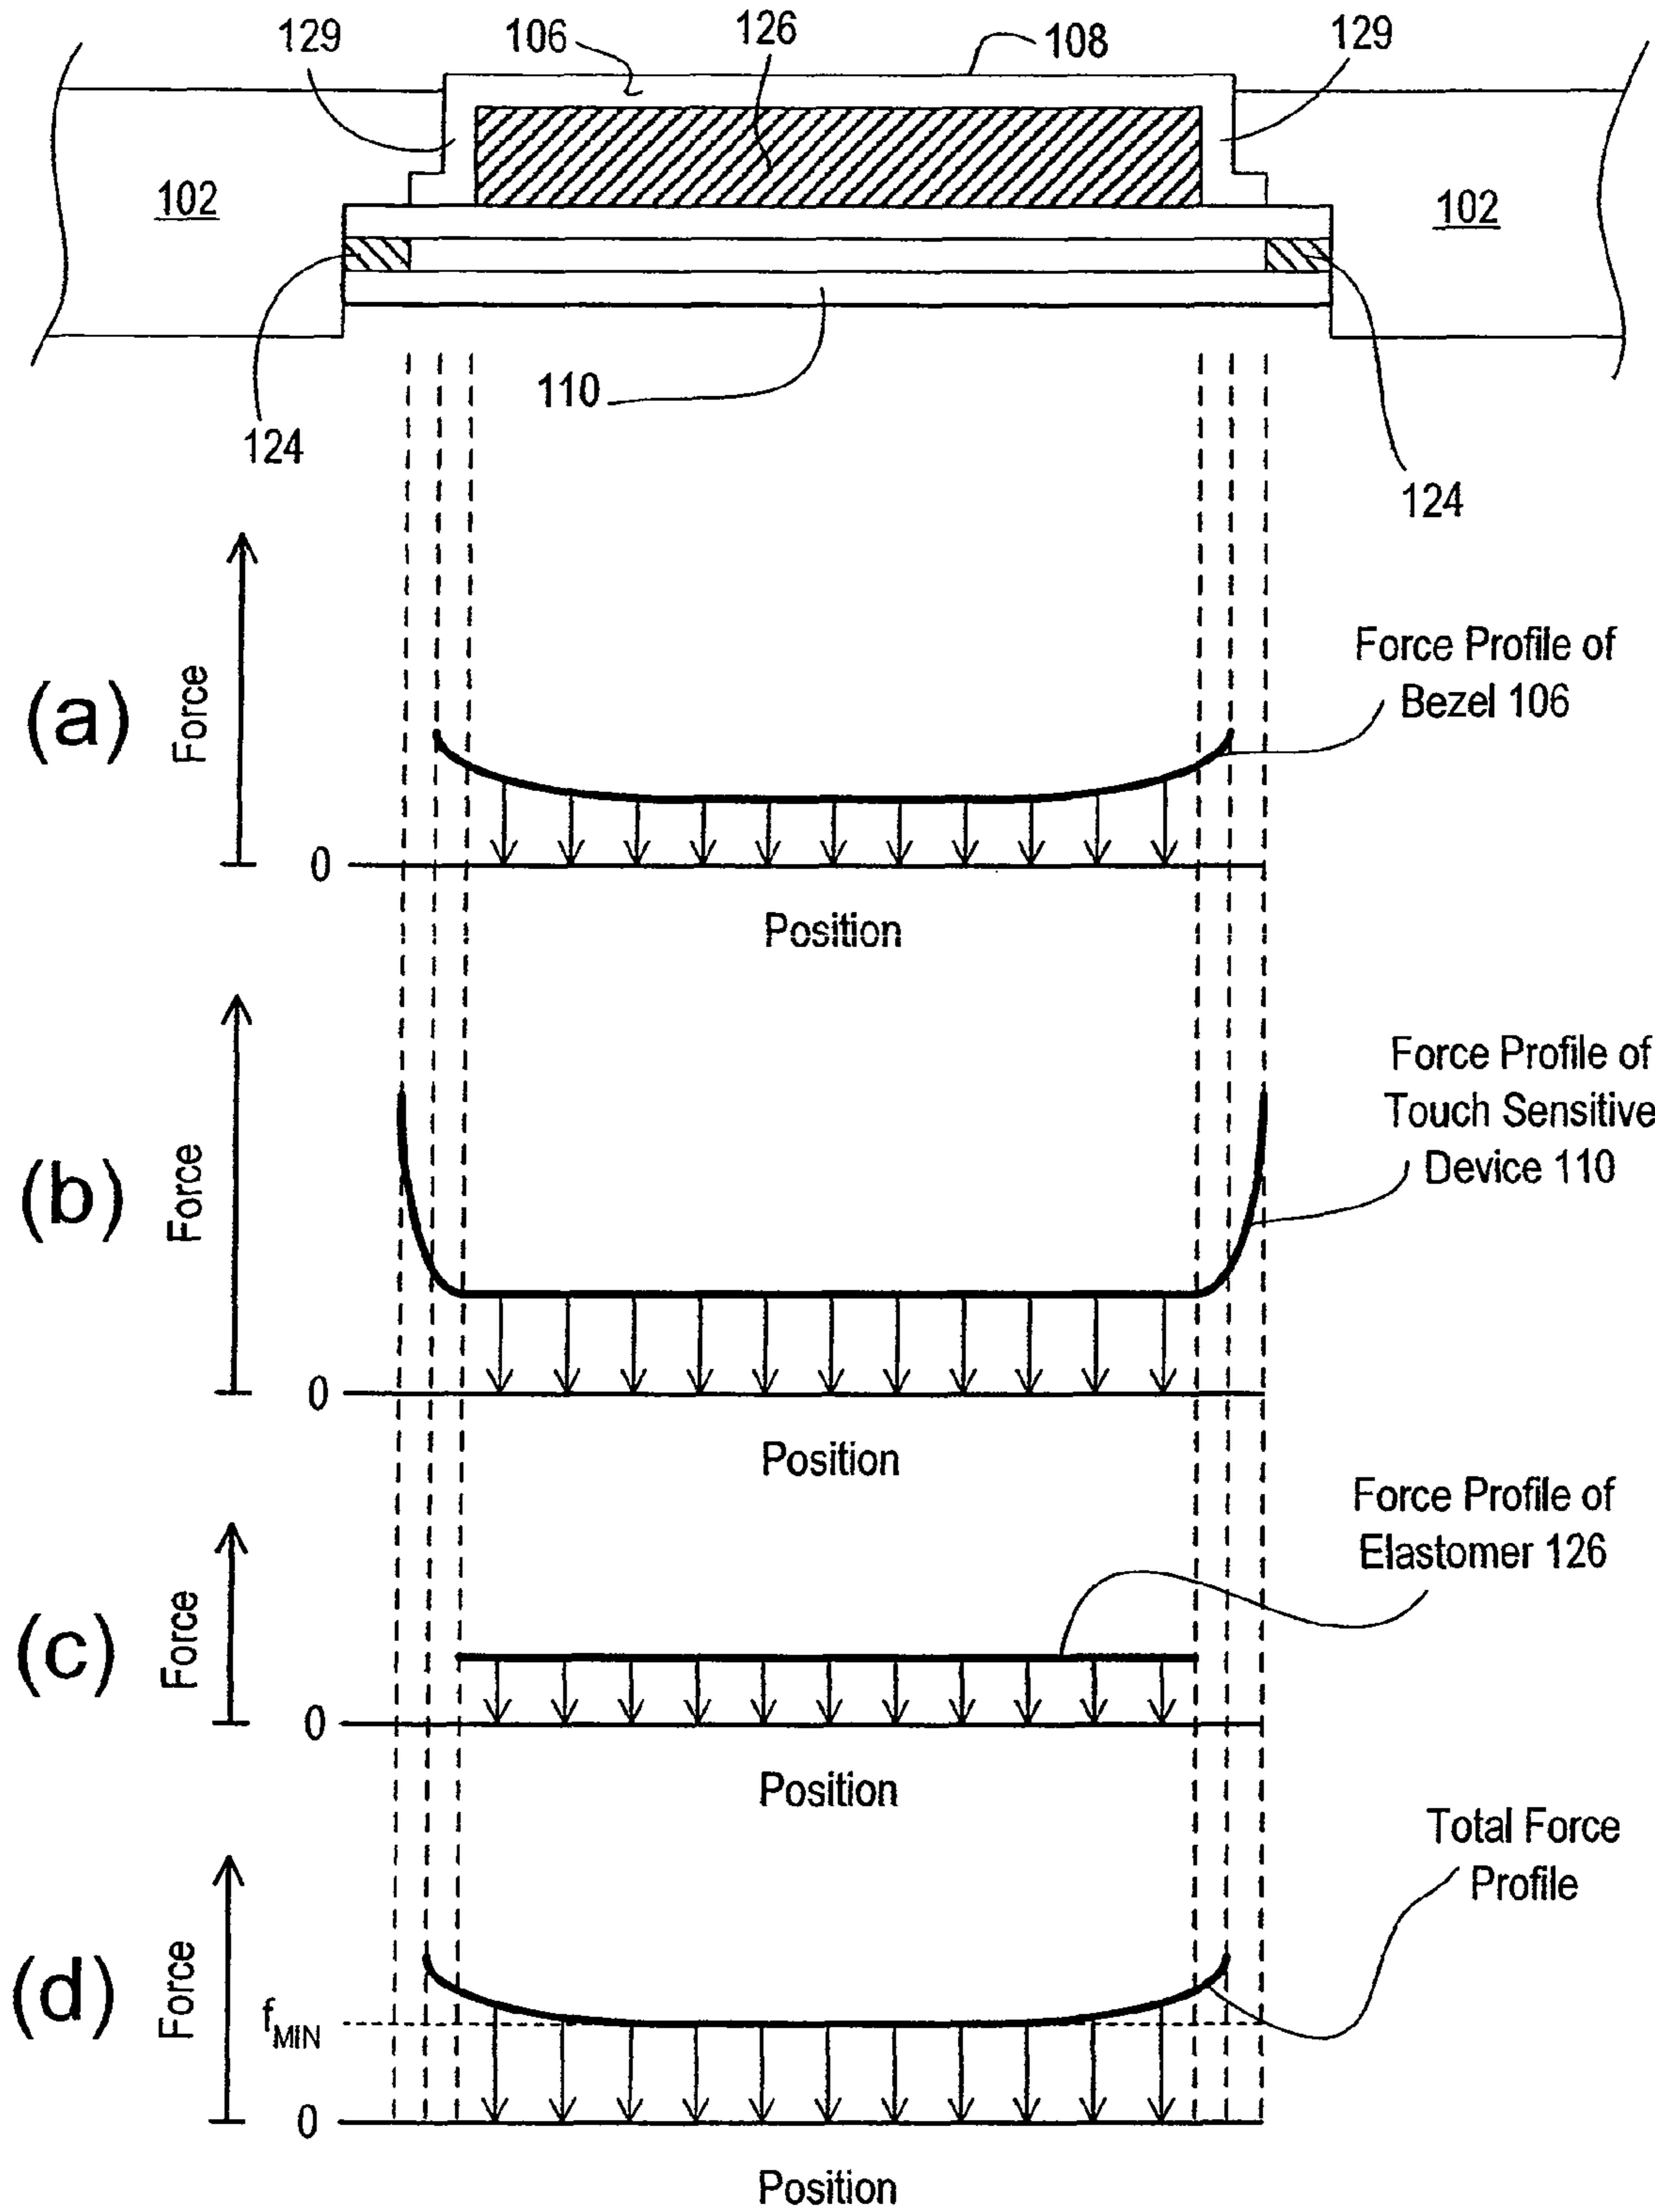 129
106
126
108
129
102
102
110
124
124
(a)
Force
Force Profile of
Bezel 106
0
Position
(b)
Force
Force Profile of
Touch Sensitive
Device 110
0
Position
(c)
Force
Force Profile of
Elastomer 126
0
Position
(d)
Force
Total Force
Profile
fMIN
0
Position